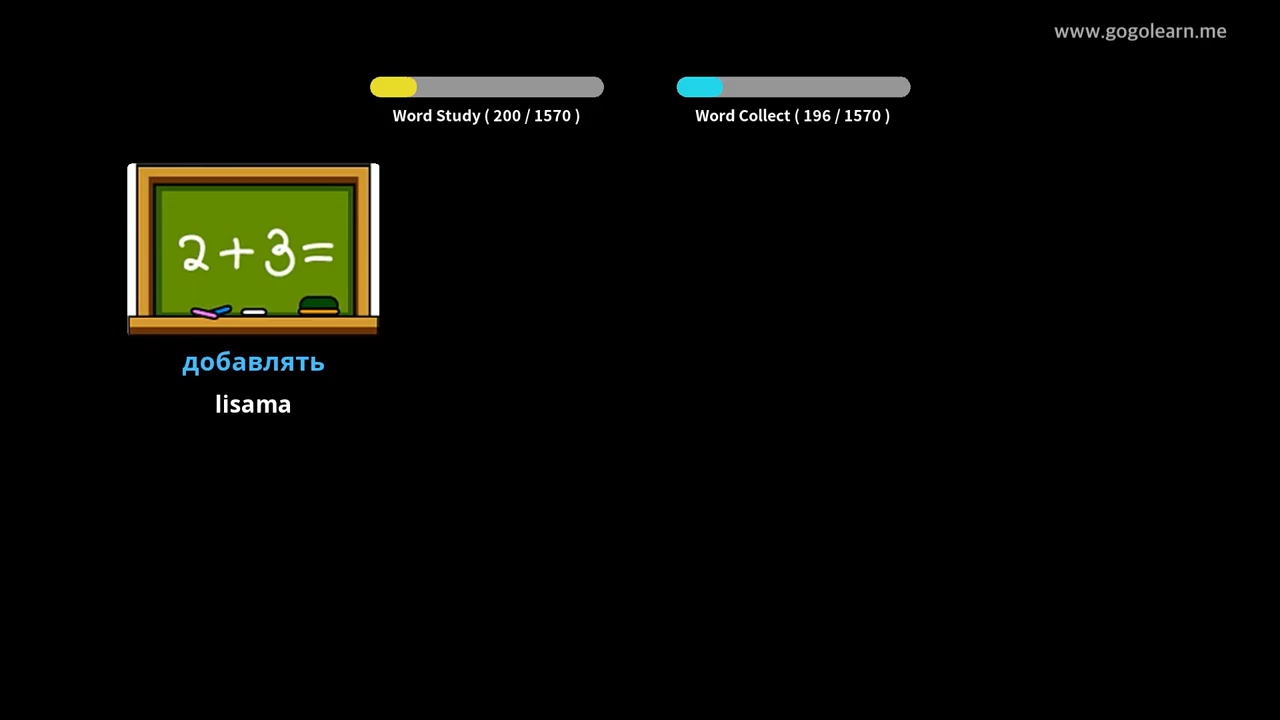 www.gogolearn.me
Word Study ( 200 / 1570 )
Word Collect ( 196 / 1570 )
2+3=
добавлять
lisama